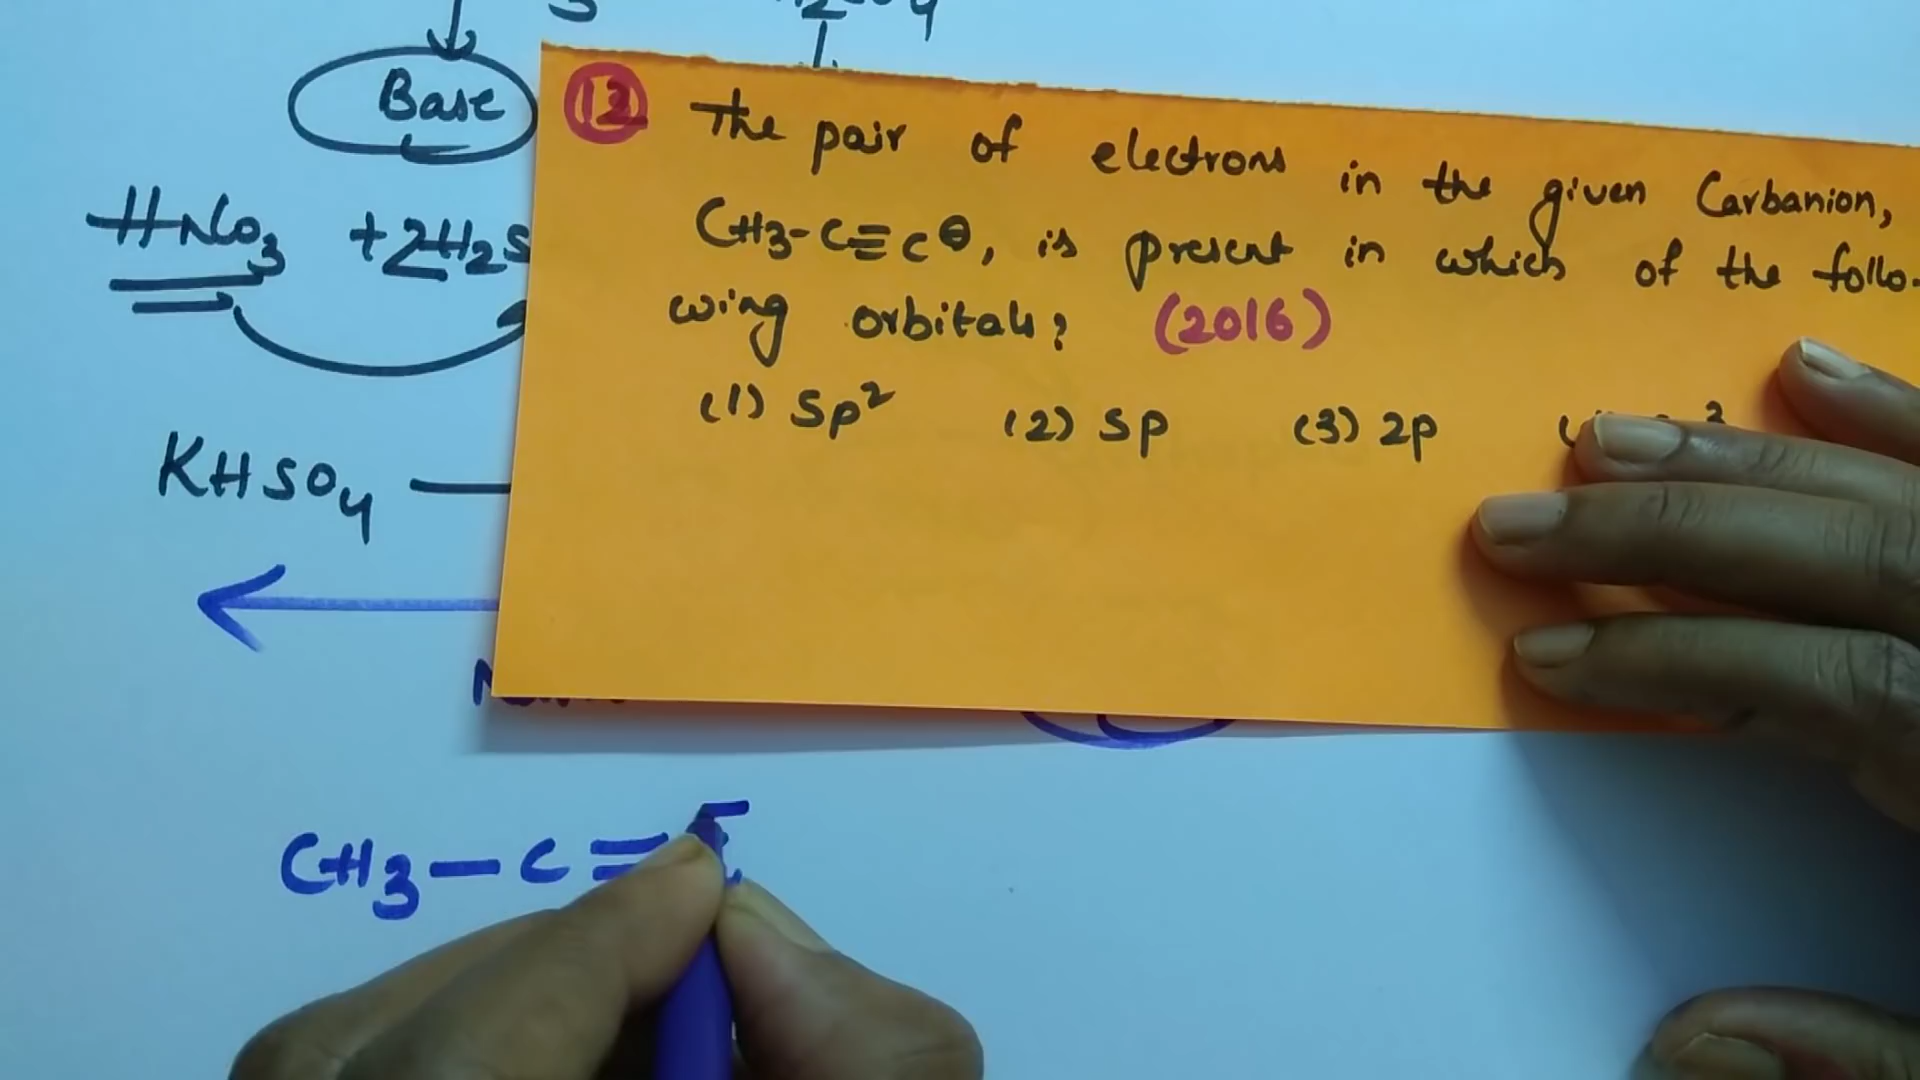 Base
HNO3 + 2H2S
KHSO4
12 The pair of electrons in the given Carbanion,
CH3-C≡C⊖, is present in which of the follo-
wing orbitals? (2016)
(1) Sp² (2) SP (3) 2p
CH3-C≡